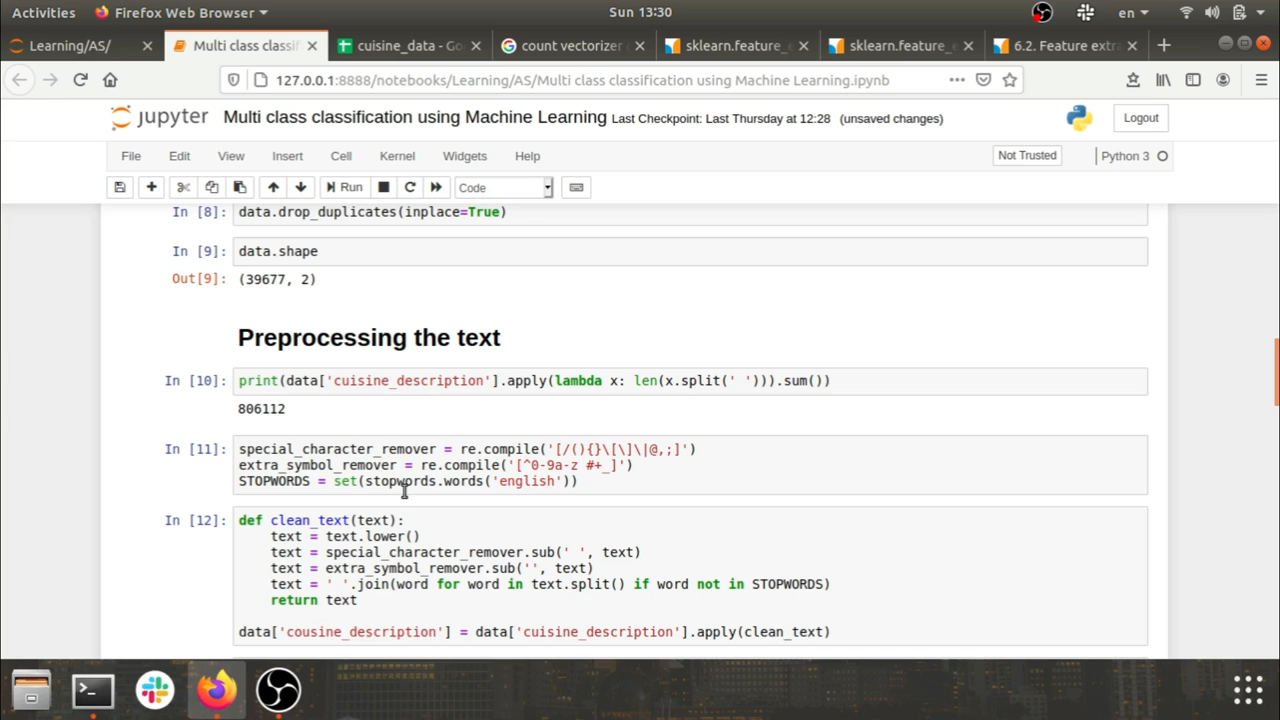 Activities Firefox Web Browser Sun 13:30 en
Learning/AS/ Multi class classifi cuisine_data - Go count vectorizer sklearn.feature_e sklearn.feature_ 6.2. Feature extra
127.0.0.1:8888/notebooks/Learning/AS/Multi class classification using Machine Learning.ipynb
jupyter Multi class classification using Machine Learning Last Checkpoint: Last Thursday at 12:28 (unsaved changes) Logout
File Edit View Insert Cell Kernel Widgets Help Not Trusted Python 3
Run Code
In [8]: data.drop_duplicates(inplace=True)
In [9]: data.shape
Out[9]: (39677, 2)
Preprocessing the text
In [10]: print(data['cuisine_description'].apply(lambda x: len(x.split(' '))).sum())
806112
In [11]: special_character_remover = re.compile('[/(){}\[\]\|@,;]')
extra_symbol_remover = re.compile('[^0-9a-z #+_]')
STOPWORDS = set(stopwords.words('english'))
In [12]: def clean_text(text):
text = text.lower()
text = special_character_remover.sub(' ', text)
text = extra_symbol_remover.sub('', text)
text = ' '.join(word for word in text.split() if word not in STOPWORDS)
return text
data['cousine_description'] = data['cuisine_description'].apply(clean_text)